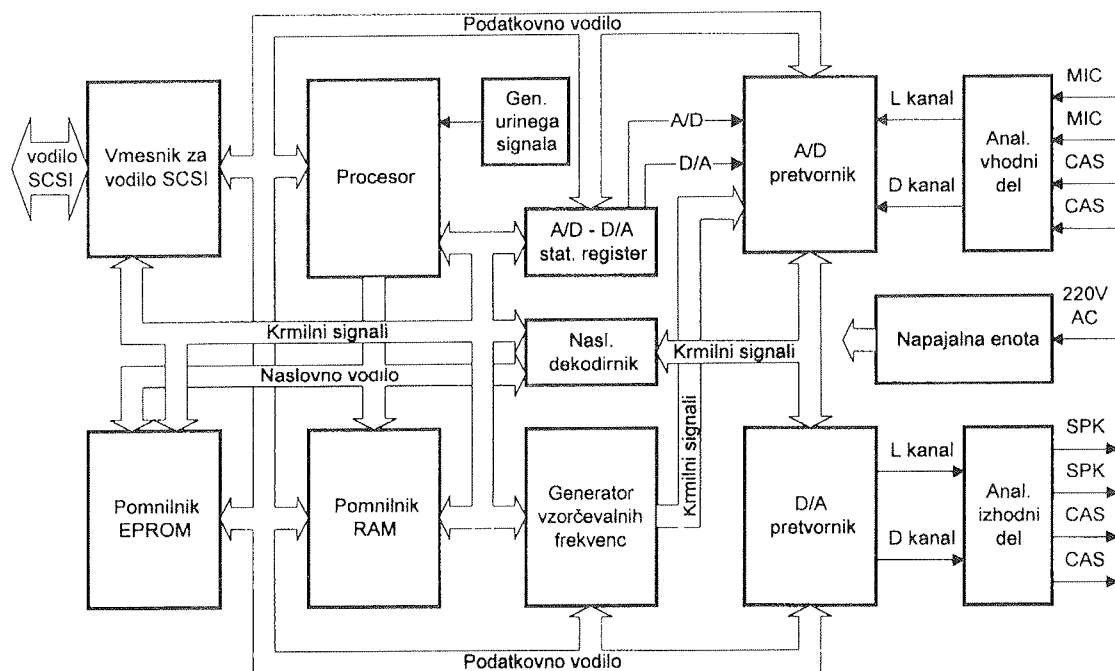 Podatkovno vodilo
vodilo
SCSI
Vmesnik za
vodilo SCSI
Procesor
Gen.
urinega
signala
A/D
D/A
A/D - D/A
stat. register
A/D
pretvornik
L kanal
D kanal
Anal.
vhodni
del
MIC
MIC
CAS
CAS
Krmilni signali
Nasl.
dekodirnik
Krmilni signali
Naslovno vodilo
Napajalna enota
220V
AC
Krmilni signali
Pomnilnik
EPROM
Pomnilnik
RAM
Generator
vzorčevalnih
frekvenc
D/A
pretvornik
L kanal
D kanal
Anal.
izhodni
del
SPK
SPK
CAS
CAS
Podatkovno vodilo